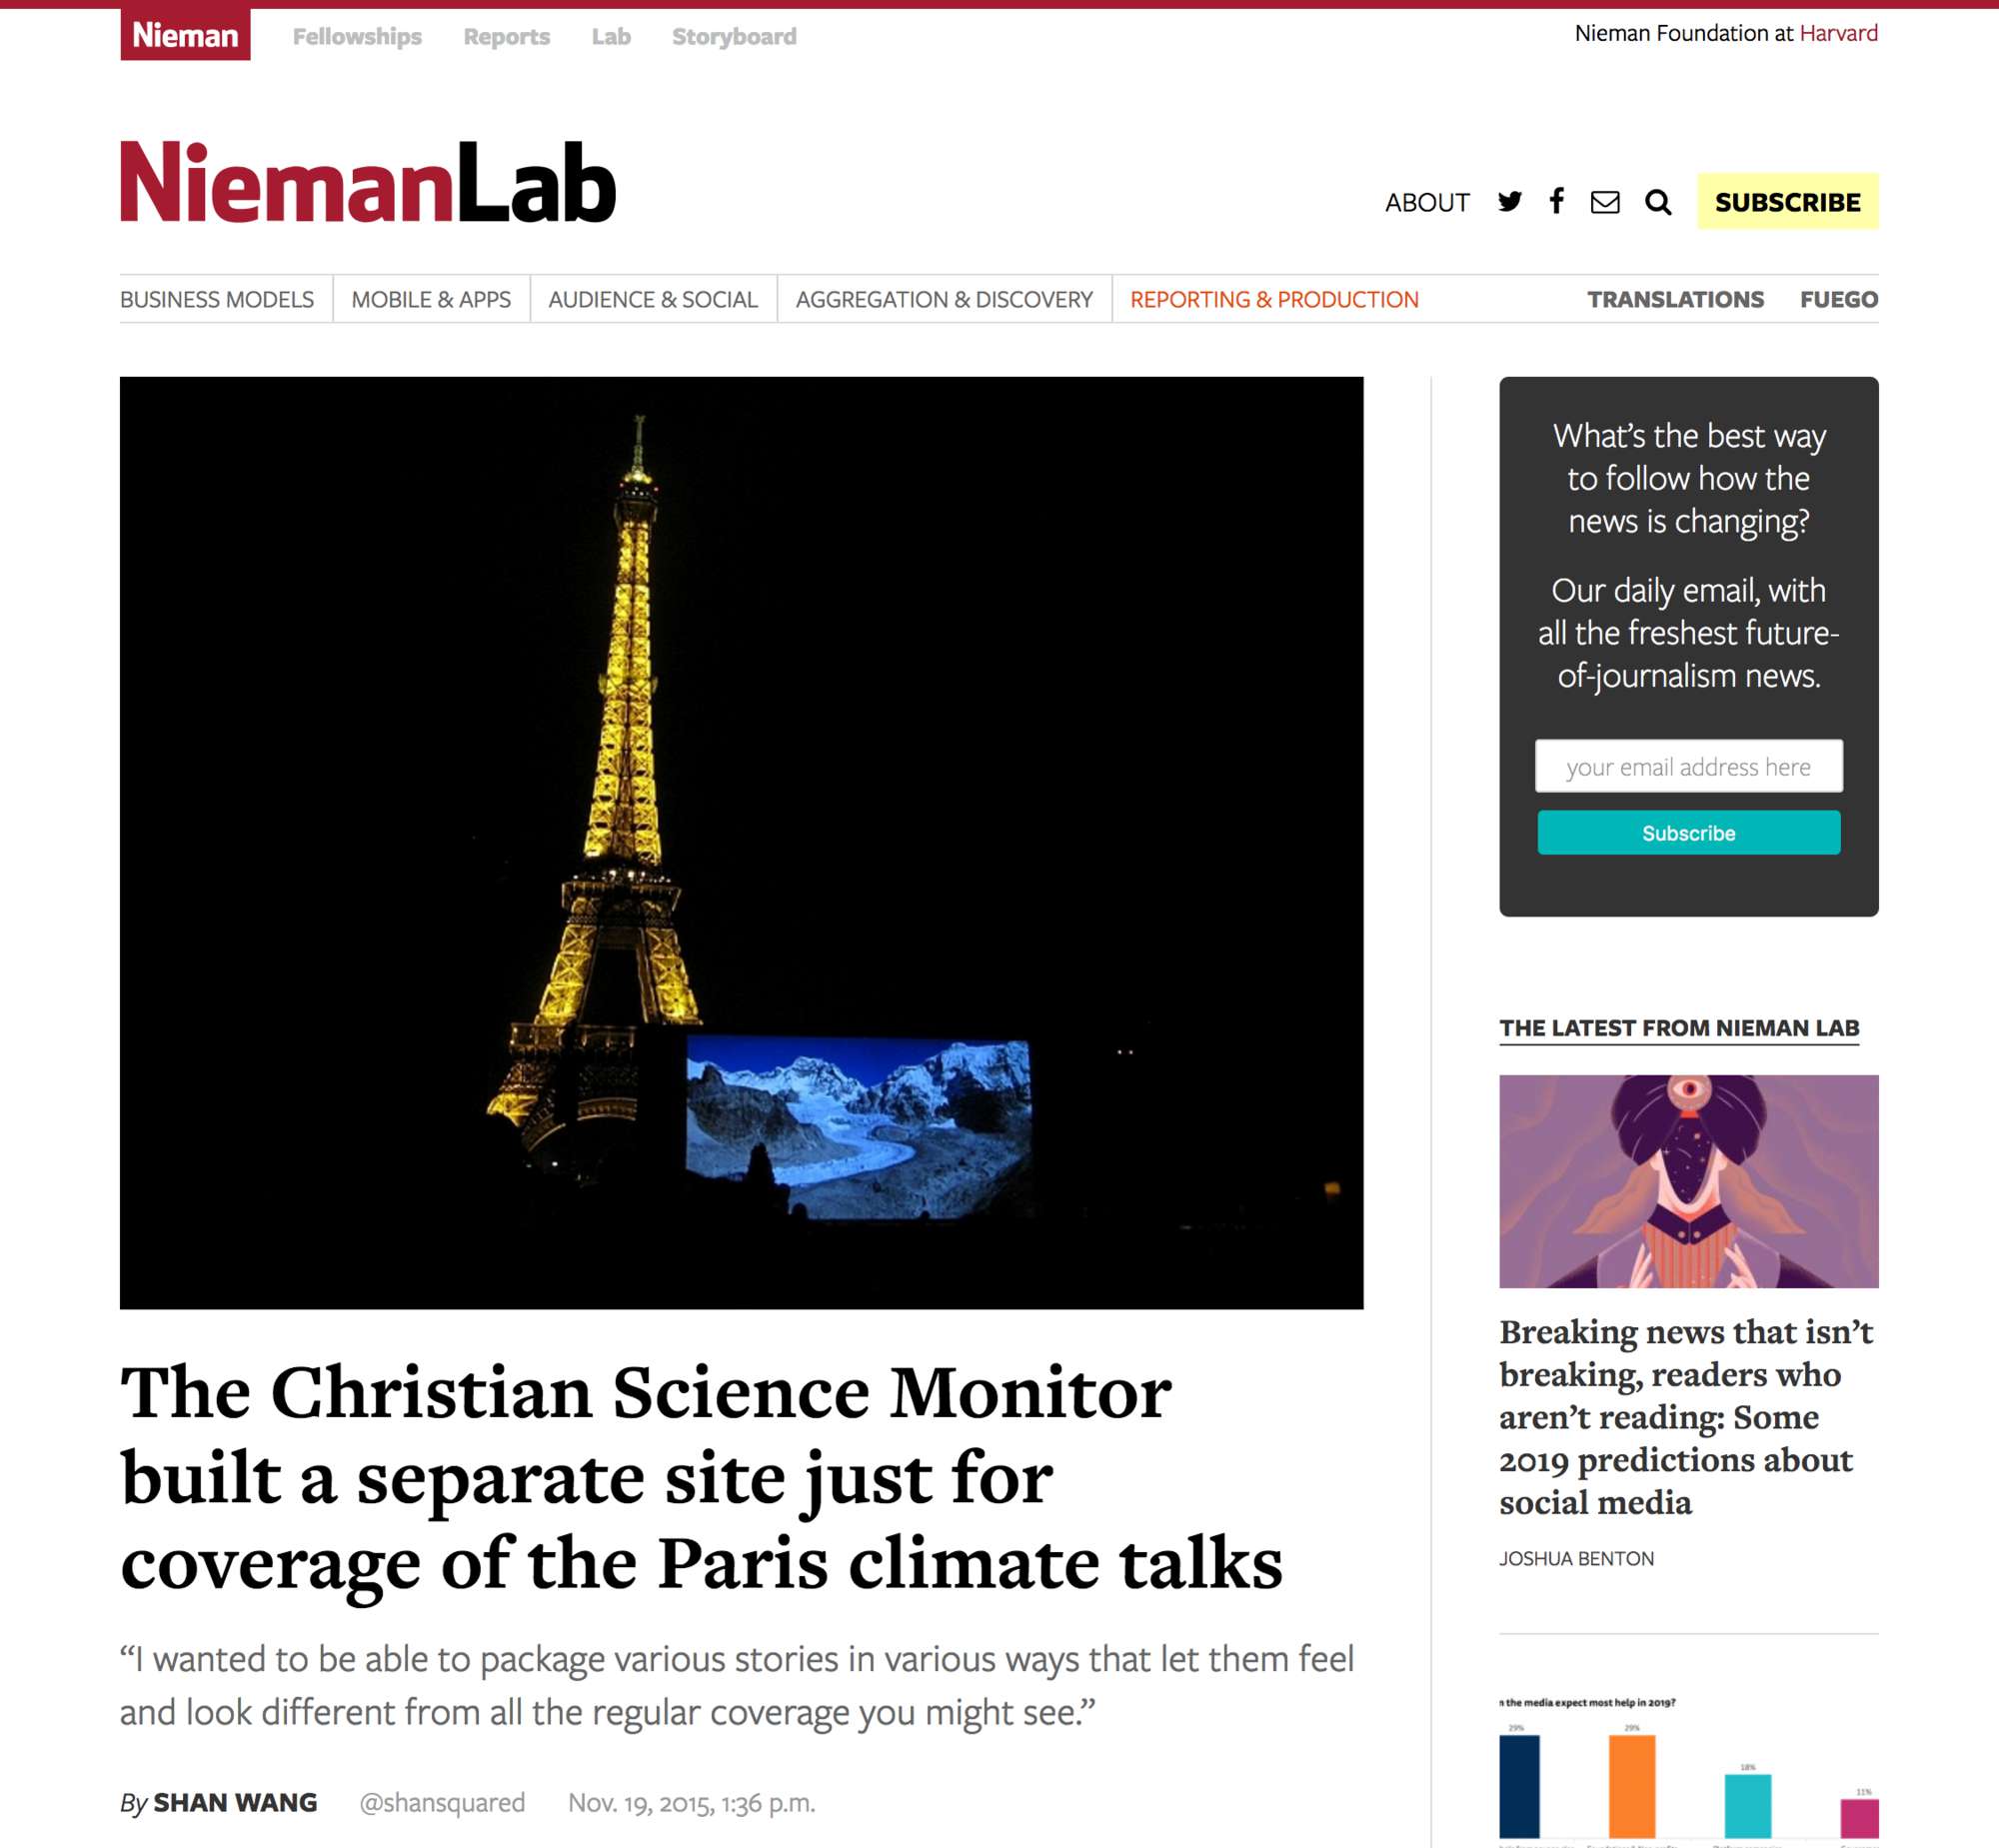 Nieman
Fellowships Reports Lab Storyboard
Nieman Foundation at Harvard
NiemanLab
ABOUT SUBSCRIBE
BUSINESS MODELS MOBILE & APPS AUDIENCE & SOCIAL AGGREGATION & DISCOVERY REPORTING & PRODUCTION TRANSLATIONS FUEGO
The Christian Science Monitor
built a separate site just for
coverage of the Paris climate talks
“I wanted to be able to package various stories in various ways that let them feel
and look different from all the regular coverage you might see.”
By SHAN WANG @shansquared Nov. 19, 2015, 1:36 p.m.
What’s the best way
to follow how the
news is changing?
Our daily email, with
all the freshest future-
of-journalism news.
your email address here
Subscribe
THE LATEST FROM NIEMAN LAB
Breaking news that isn’t
breaking, readers who
aren’t reading: Some
2019 predictions about
social media
JOSHUA BENTON
the media expect most help in 2019?
29% 29% 18% 11%